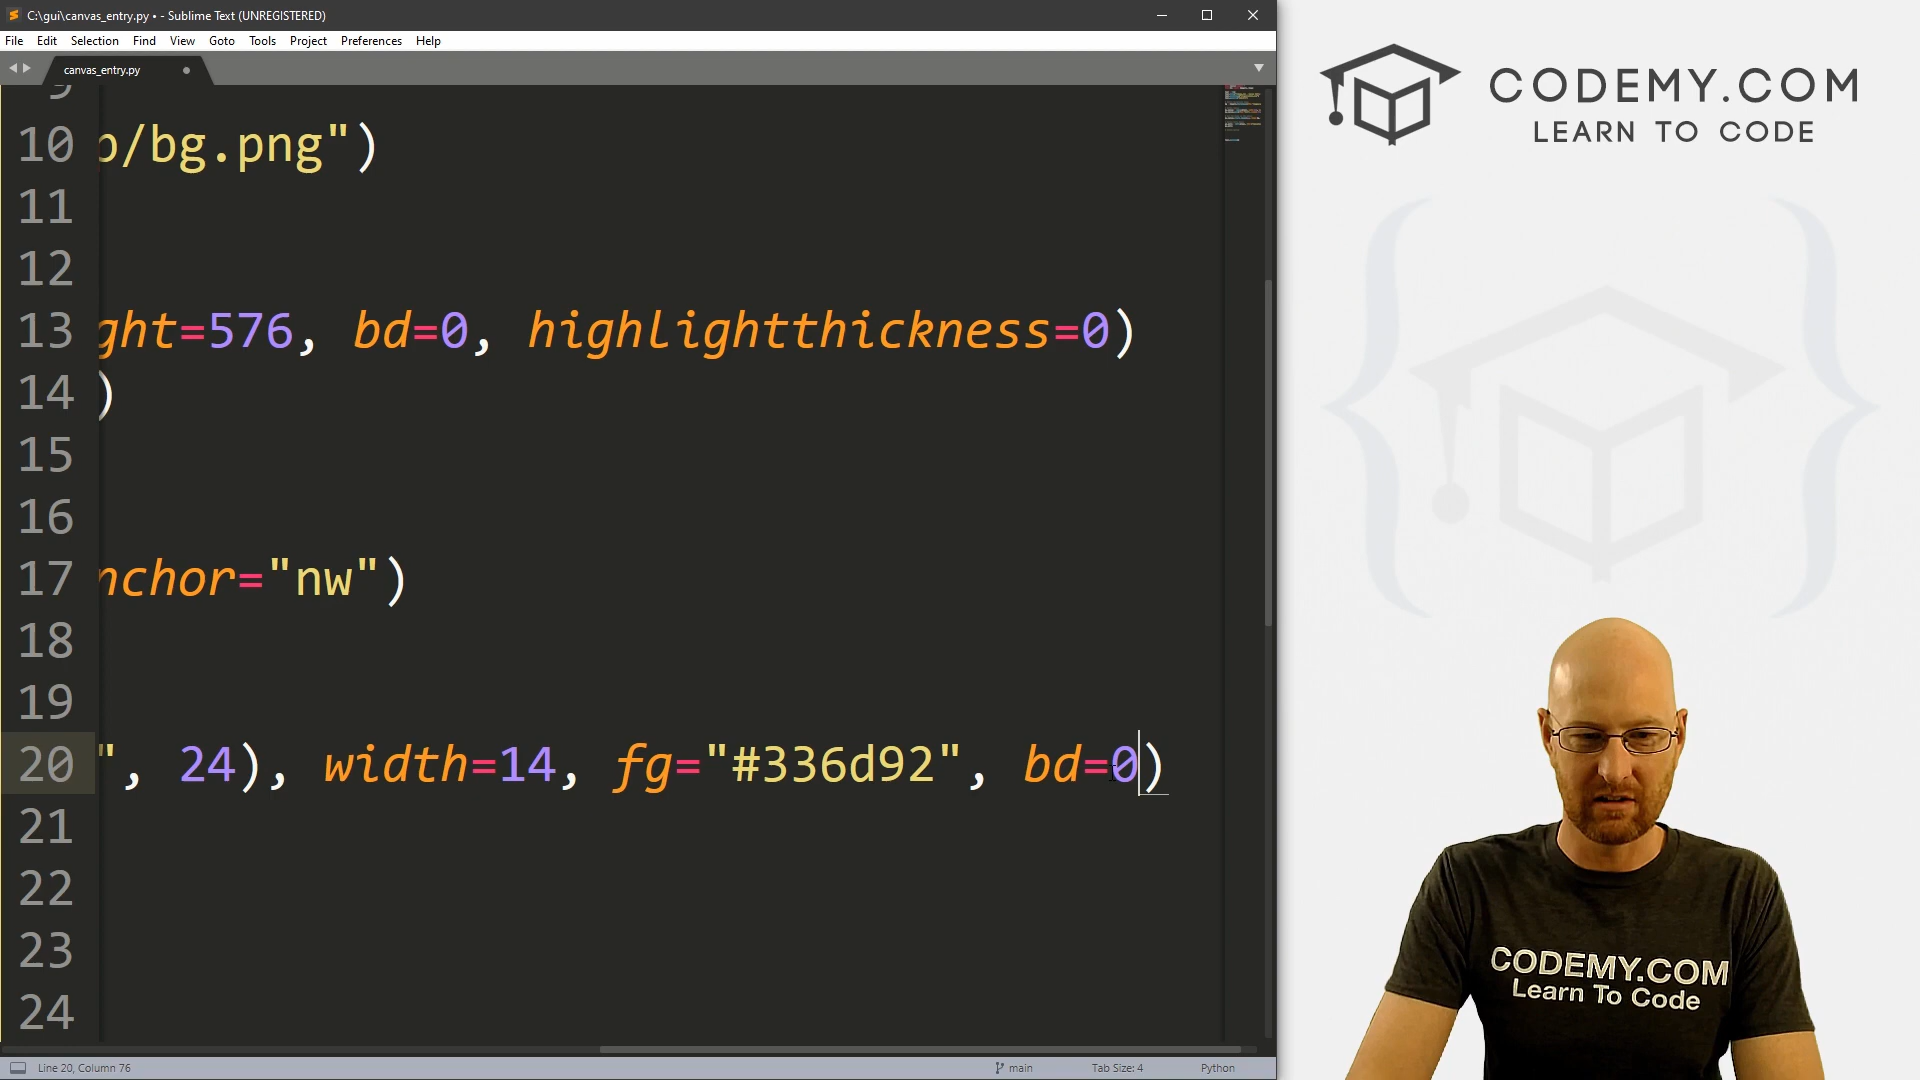 C:\gui\canvas_entry.py • - Sublime Text (UNREGISTERED)
File Edit Selection Find View Goto Tools Project Preferences Help
canvas_entry.py
9
10 p/bg.png")
11
12
13 ght=576, bd=0, highlightthickness=0)
14 )
15
16
17 nchor="nw")
18
19
20 ", 24), width=14, fg="#336d92", bd=0)
21
22
23
24
Line 20, Column 76 main Tab Size: 4 Python
CODEMY.COM
LEARN TO CODE
CODEMY.COM
Learn To Code